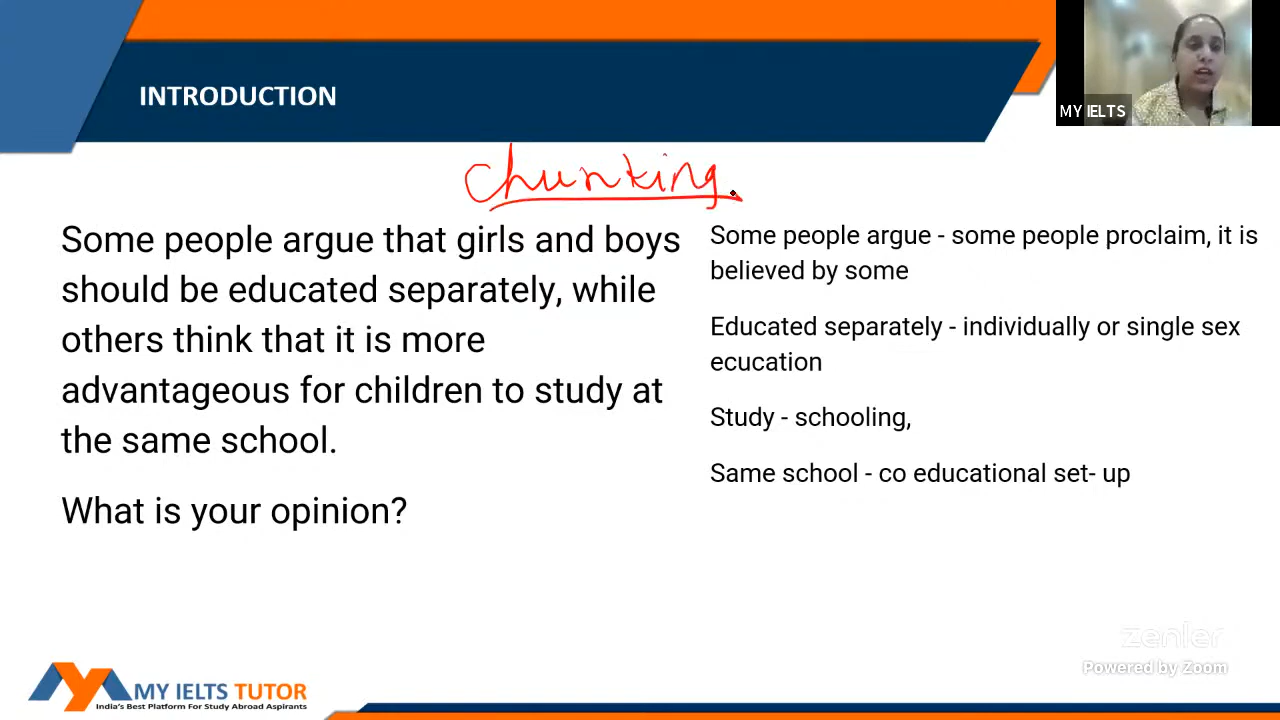 INTRODUCTION
MY IELTS
Chunking
Some people argue that girls and boys
should be educated separately, while
others think that it is more
advantageous for children to study at
the same school.
What is your opinion?
Some people argue - some people proclaim, it is
believed by some
Educated separately - individually or single sex
ecucation
Study - schooling,
Same school - co educational set- up
zenler
Powered by Zoom
MY IELTS TUTOR
India's Best Platform For Study Abroad Aspirants